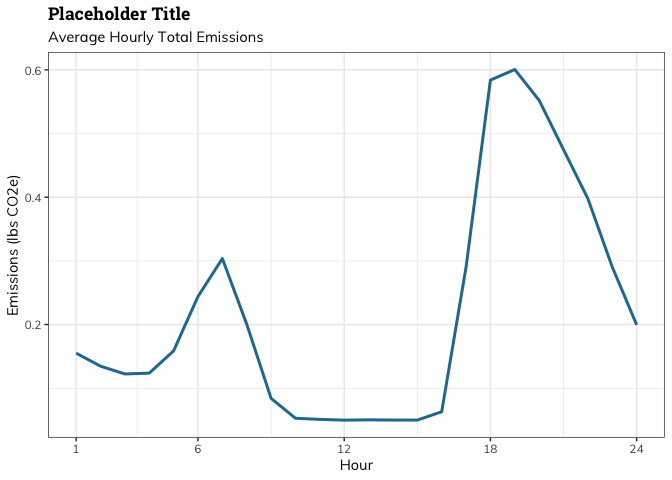 Placeholder Title
Average Hourly Total Emissions
Emissions (lbs CO2e)
0.6
0.4
0.2
1 6 12 18 24
Hour